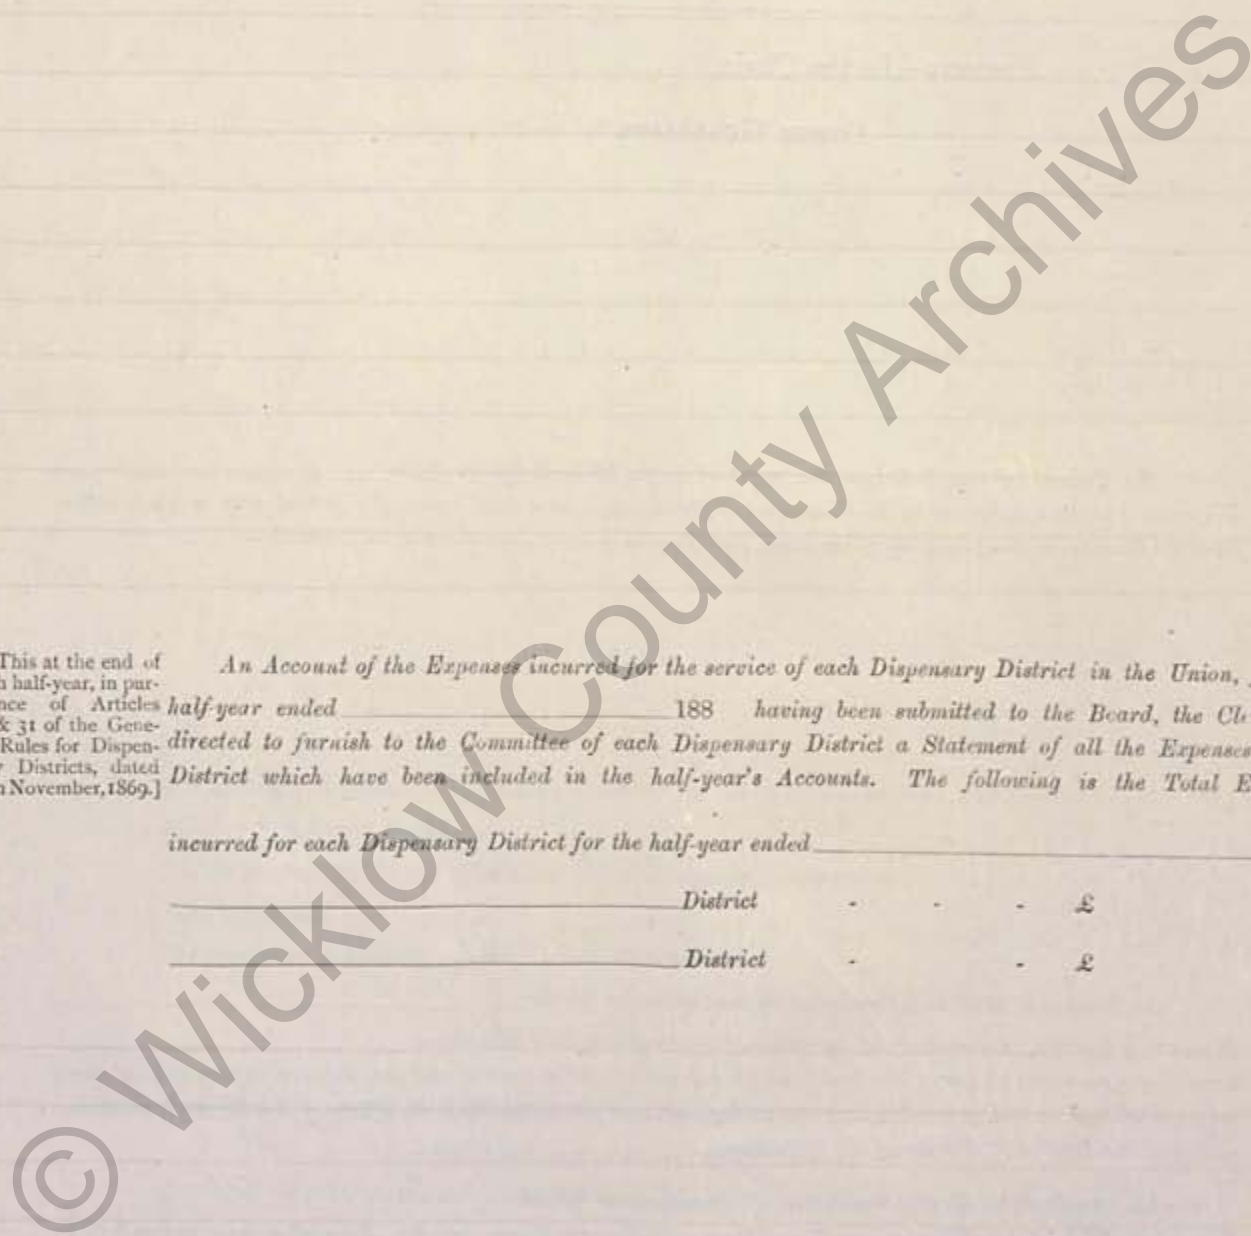 This at the end of
half-year, in pur-
nce of Articles
& 31 of the Gene-
Rules for Dispen-
Districts, dated
November, 1869.]
An Account of the Expenses incurred for the service of each Dispensary District in the Union,
half-year ended 188 having been submitted to the Board, the Cle
directed to furnish to the Committee of each Dispensary District a Statement of all the Expenses
District which have been included in the half-year's Accounts. The following is the Total E
incurred for each Dispensary District for the half-year ended
District - - - £
District - - £
© Wicklow County Archives